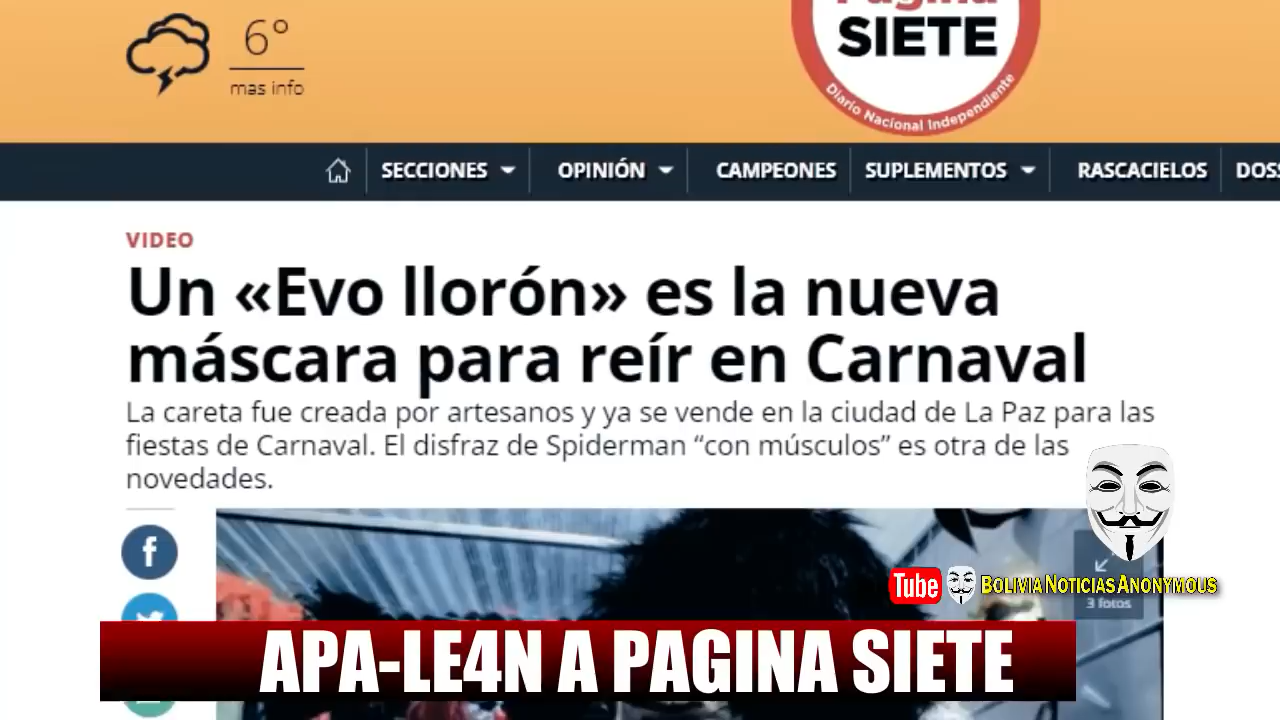 6°
mas info
Pagina
SIETE
Diario Nacional Independiente
SECCIONES
OPINIÓN
CAMPEONES
SUPLEMENTOS
RASCACIELOS
DOSS
VIDEO
Un «Evo llorón» es la nueva
máscara para reír en Carnaval
La careta fue creada por artesanos y ya se vende en la ciudad de La Paz para las
fiestas de Carnaval. El disfraz de Spiderman “con músculos” es otra de las
novedades.
f
Tube
BOLIVIA NOTICIAS ANONYMOUS
3 fotos
APA-LE4N A PAGINA SIETE